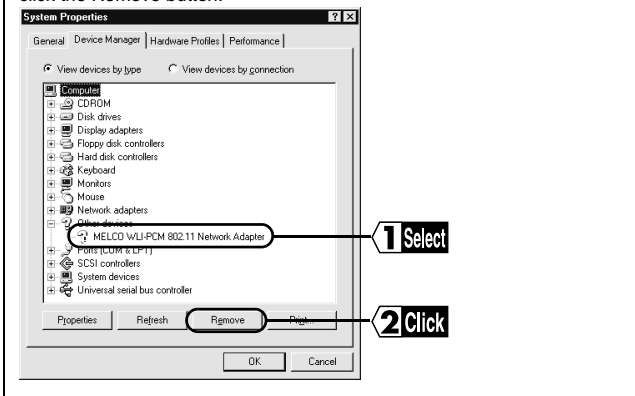 click the Remove button.
System Properties
General Device Manager Hardware Profiles Performance
View devices by type View devices by connection
Computer
CDROM
Disk drives
Display adapters
Floppy disk controllers
Hard disk controllers
Keyboard
Monitors
Mouse
Network adapters
Other devices
MELCO WLI-PCM 802.11 Network Adapter
1 Select
Ports (COM & LPT)
SCSI controllers
System devices
Universal serial bus controller
Properties Refresh Remove Print...
2 Click
OK Cancel